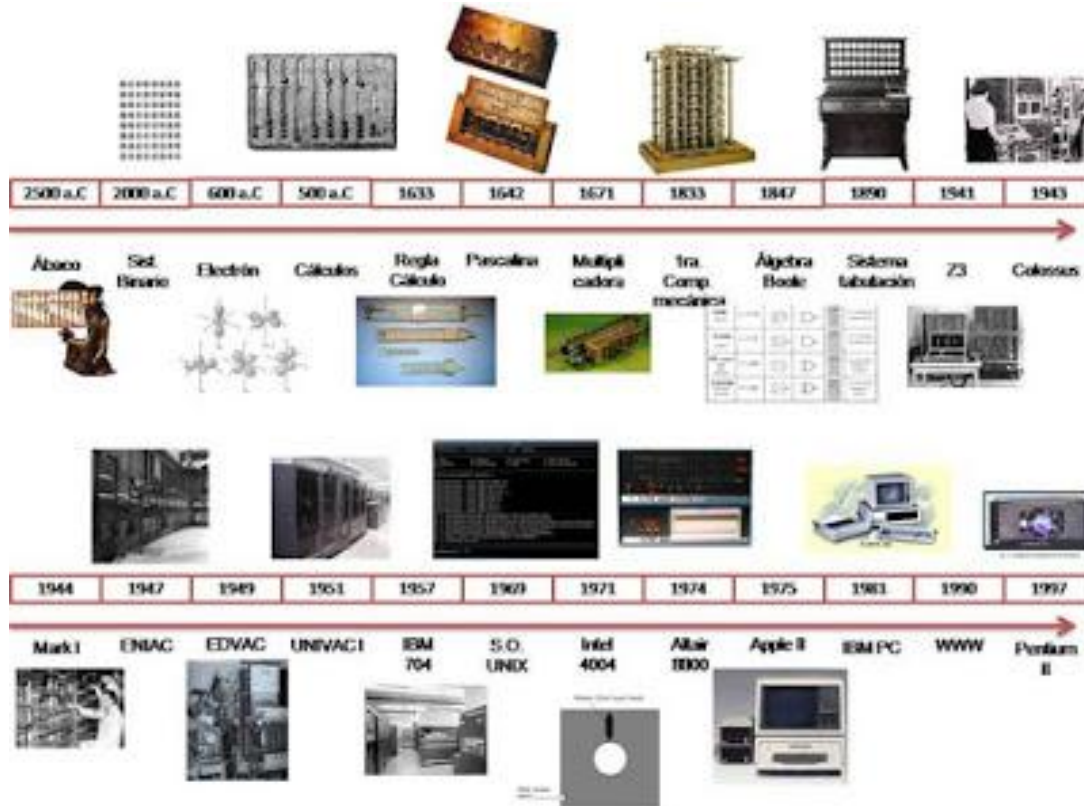 2500 a.C 2000 a.C 600 a.C 500 a.C 1633 1642 1671 1833 1847 1890 1941 1943
Ábaco Sist. Binario Electrón Cálculos Regla Cálculo Pascalina Multipli cadora 1ra. Comp. mecánica Álgebra Boole Sistema tabulación Z3 Colossus
1944 1947 1949 1951 1957 1969 1971 1974 1975 1981 1990 1997
Mark I ENIAC EDVAC UNIVAC I IBM 704 S.O. UNIX Intel 4004 Altair 8800 Apple II IBM PC WWW Pentium II